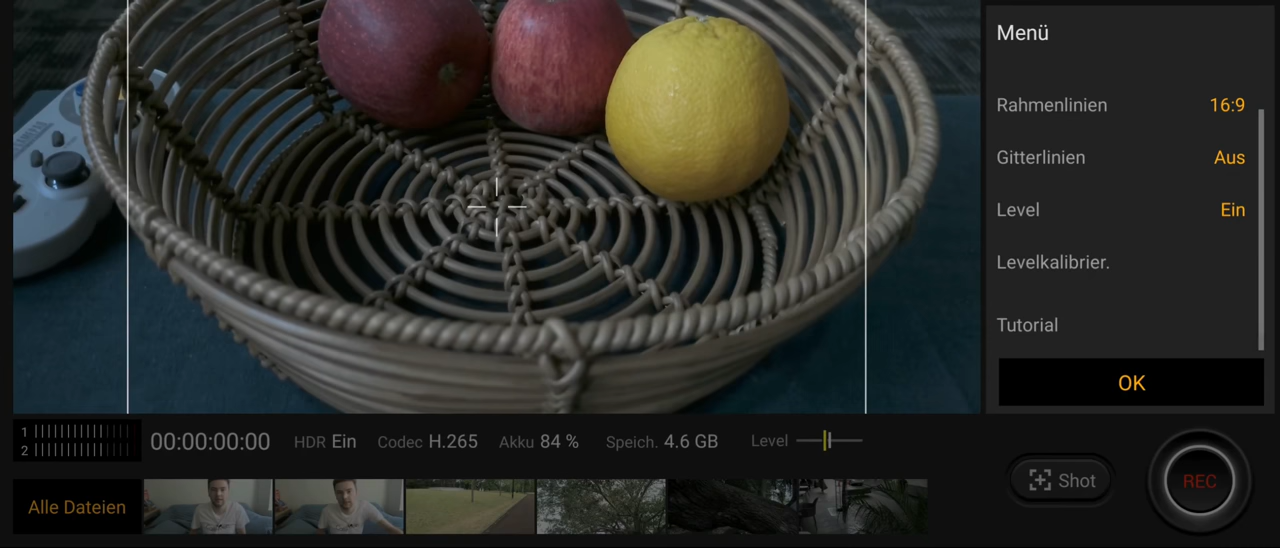 Menü
Rahmenlinien 16:9
Gitterlinien Aus
Level Ein
Levelkalibrier.
Tutorial
OK
1
2
00:00:00:00 HDR Ein Codec H.265 Akku 84 % Speich. 4.6 GB Level
Alle Dateien
Shot
REC